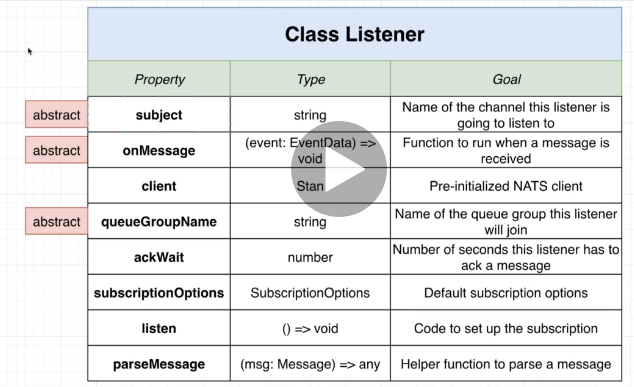 Class Listener
Property Type Goal
abstract subject string Name of the channel this listener is
going to listen to
abstract onMessage (event: EventData) => Function to run when a message is
void received
client Stan Pre-initialized NATS client
abstract queueGroupName string Name of the queue group this listener
will join
ackWait number Number of seconds this listener has to
ack a message
subscriptionOptions SubscriptionOptions Default subscription options
listen () => void Code to set up the subscription
parseMessage (msg: Message) => any Helper function to parse a message